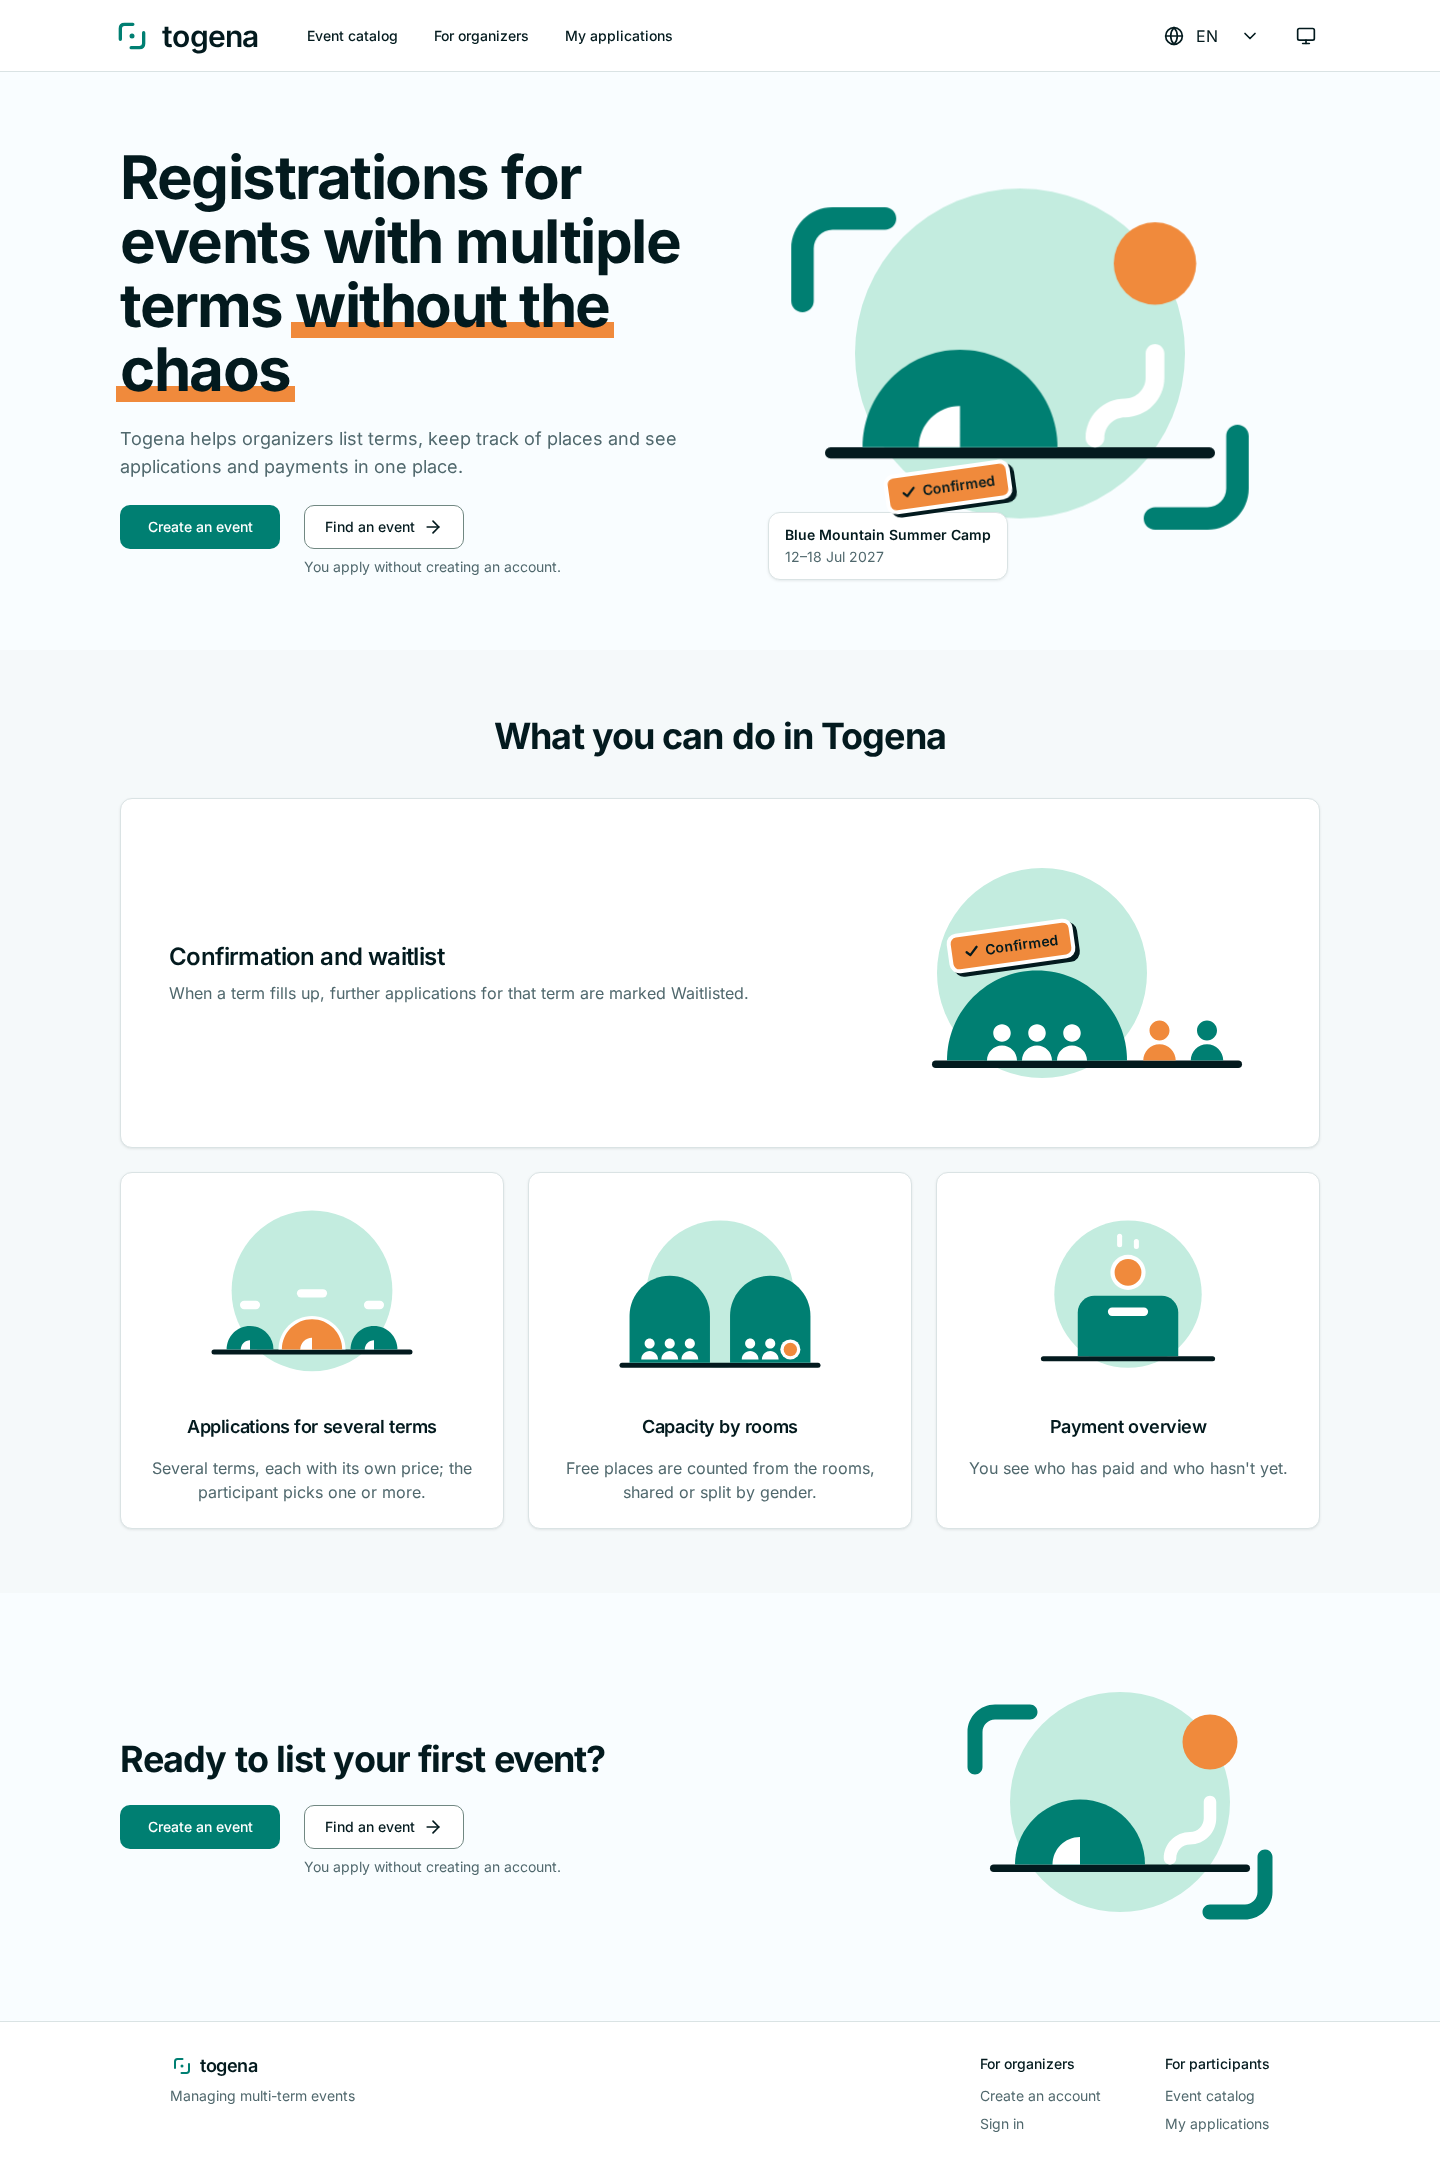 togena
Event catalog
For organizers
My applications
EN
Registrations for
events with multiple
terms without the
chaos
Togena helps organizers list terms, keep track of places and see
applications and payments in one place.
Create an event
Find an event
You apply without creating an account.
Confirmed
Blue Mountain Summer Camp
12–18 Jul 2027
What you can do in Togena
Confirmation and waitlist
When a term fills up, further applications for that term are marked Waitlisted.
Confirmed
Applications for several terms
Several terms, each with its own price; the
participant picks one or more.
Capacity by rooms
Free places are counted from the rooms,
shared or split by gender.
Payment overview
You see who has paid and who hasn't yet.
Ready to list your first event?
Create an event
Find an event
You apply without creating an account.
togena
Managing multi-term events
For organizers
Create an account
Sign in
For participants
Event catalog
My applications